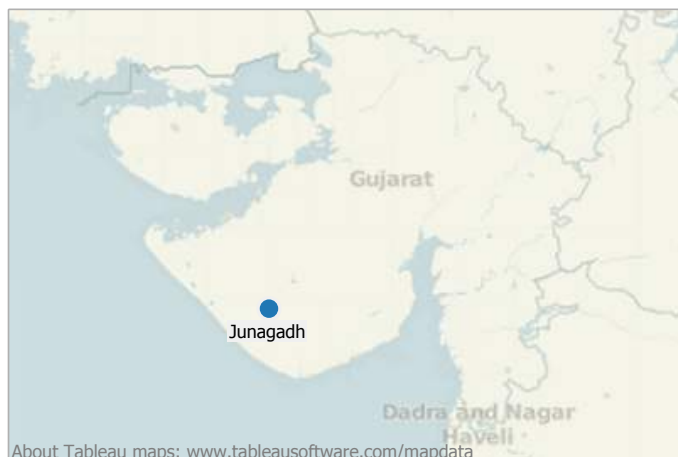 Gujarat
Junagadh
Dadra and Nagar
Haveli
About Tableau maps: www.tableausoftware.com/mapdata